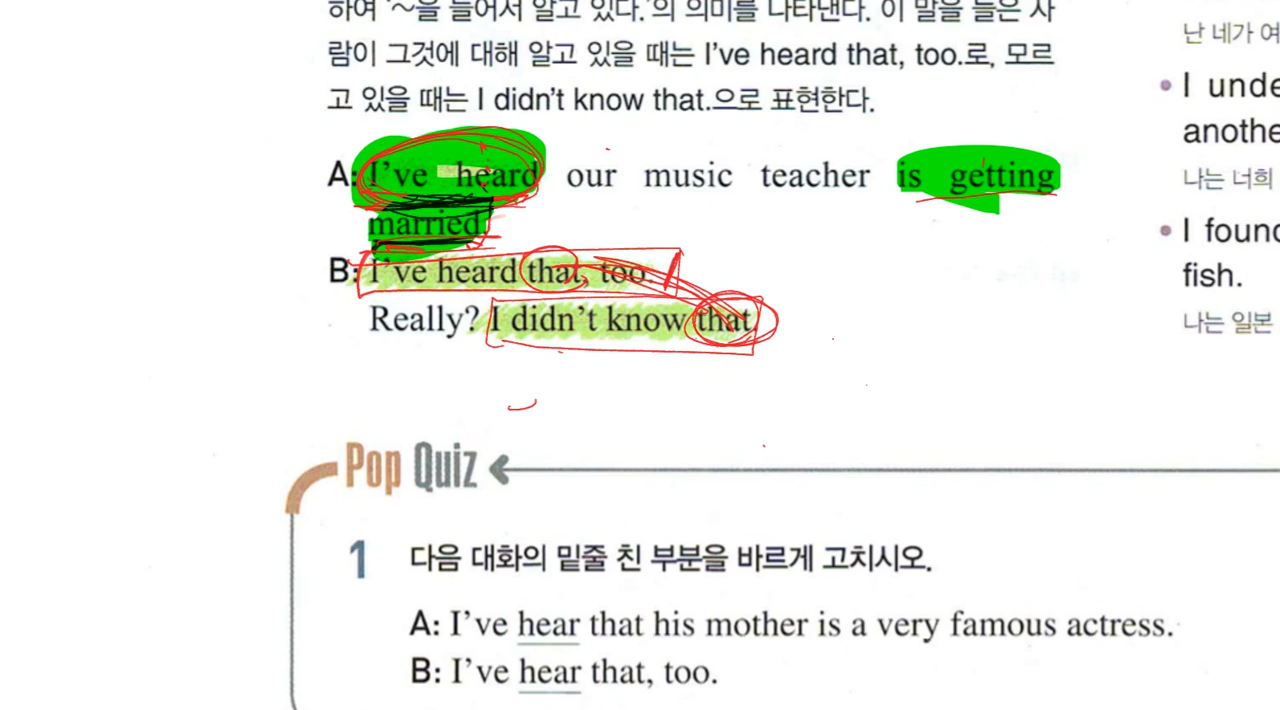 하여 '~을 들어서 알고 있다.'의 의미를 나타낸다. 이 말을 들은 사
람이 그것에 대해 알고 있을 때는 I've heard that, too.로, 모르
고 있을 때는 I didn't know that.으로 표현한다.
A: I've heard our music teacher is getting
married.
B: I've heard that, too.
Really? I didn't know that
Pop Quiz
1 다음 대화의 밑줄 친 부분을 바르게 고치시오.
A: I've hear that his mother is a very famous actress.
B: I've hear that, too.
난 네가 여
I unde
anothe
나는 너희
I found
fish.
나는 일본